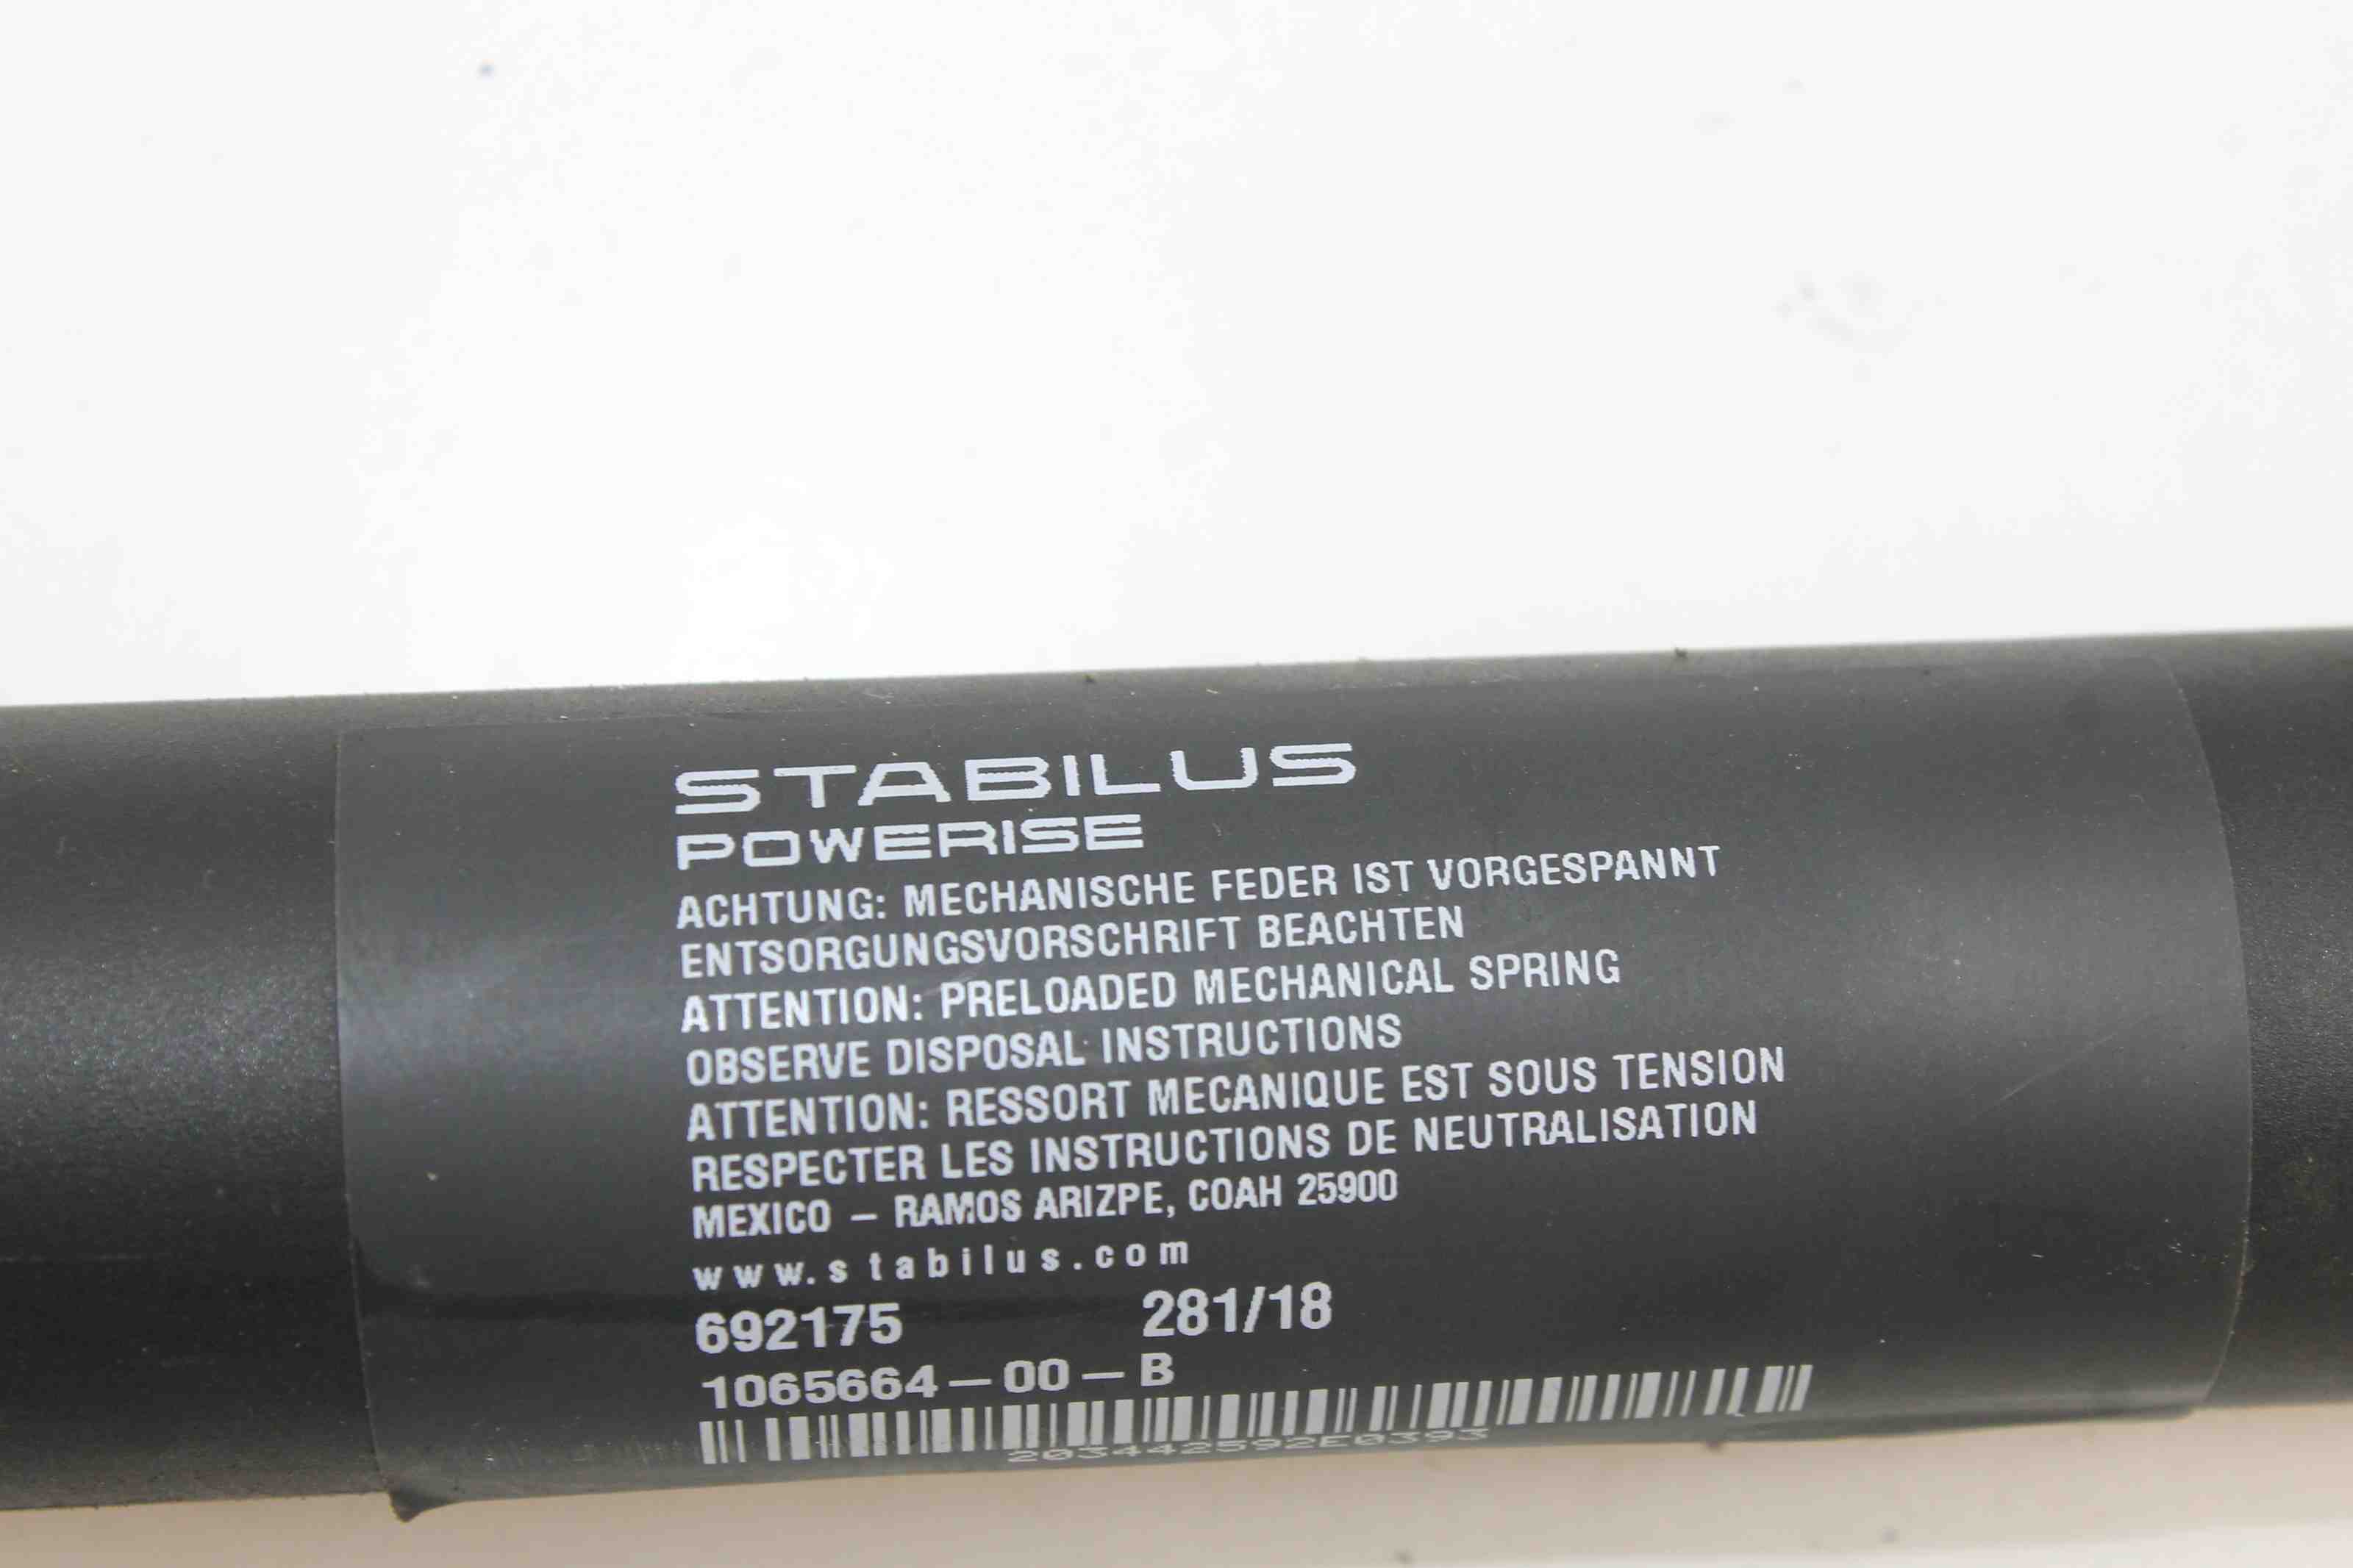 STABILUS
POWERISE
ACHTUNG: MECHANISCHE FEDER IST VORGESPANNT
ENTSORGUNGSVORSCHRIFT BEACHTEN
ATTENTION: PRELOADED MECHANICAL SPRING
OBSERVE DISPOSAL INSTRUCTIONS
ATTENTION: RESSORT MECANIQUE EST SOUS TENSION
RESPECTER LES INSTRUCTIONS DE NEUTRALISATION
MEXICO – RAMOS ARIZPE, COAH 25900
www.stabilus.com
692175 281/18
1065664-00-B
203442592E0393